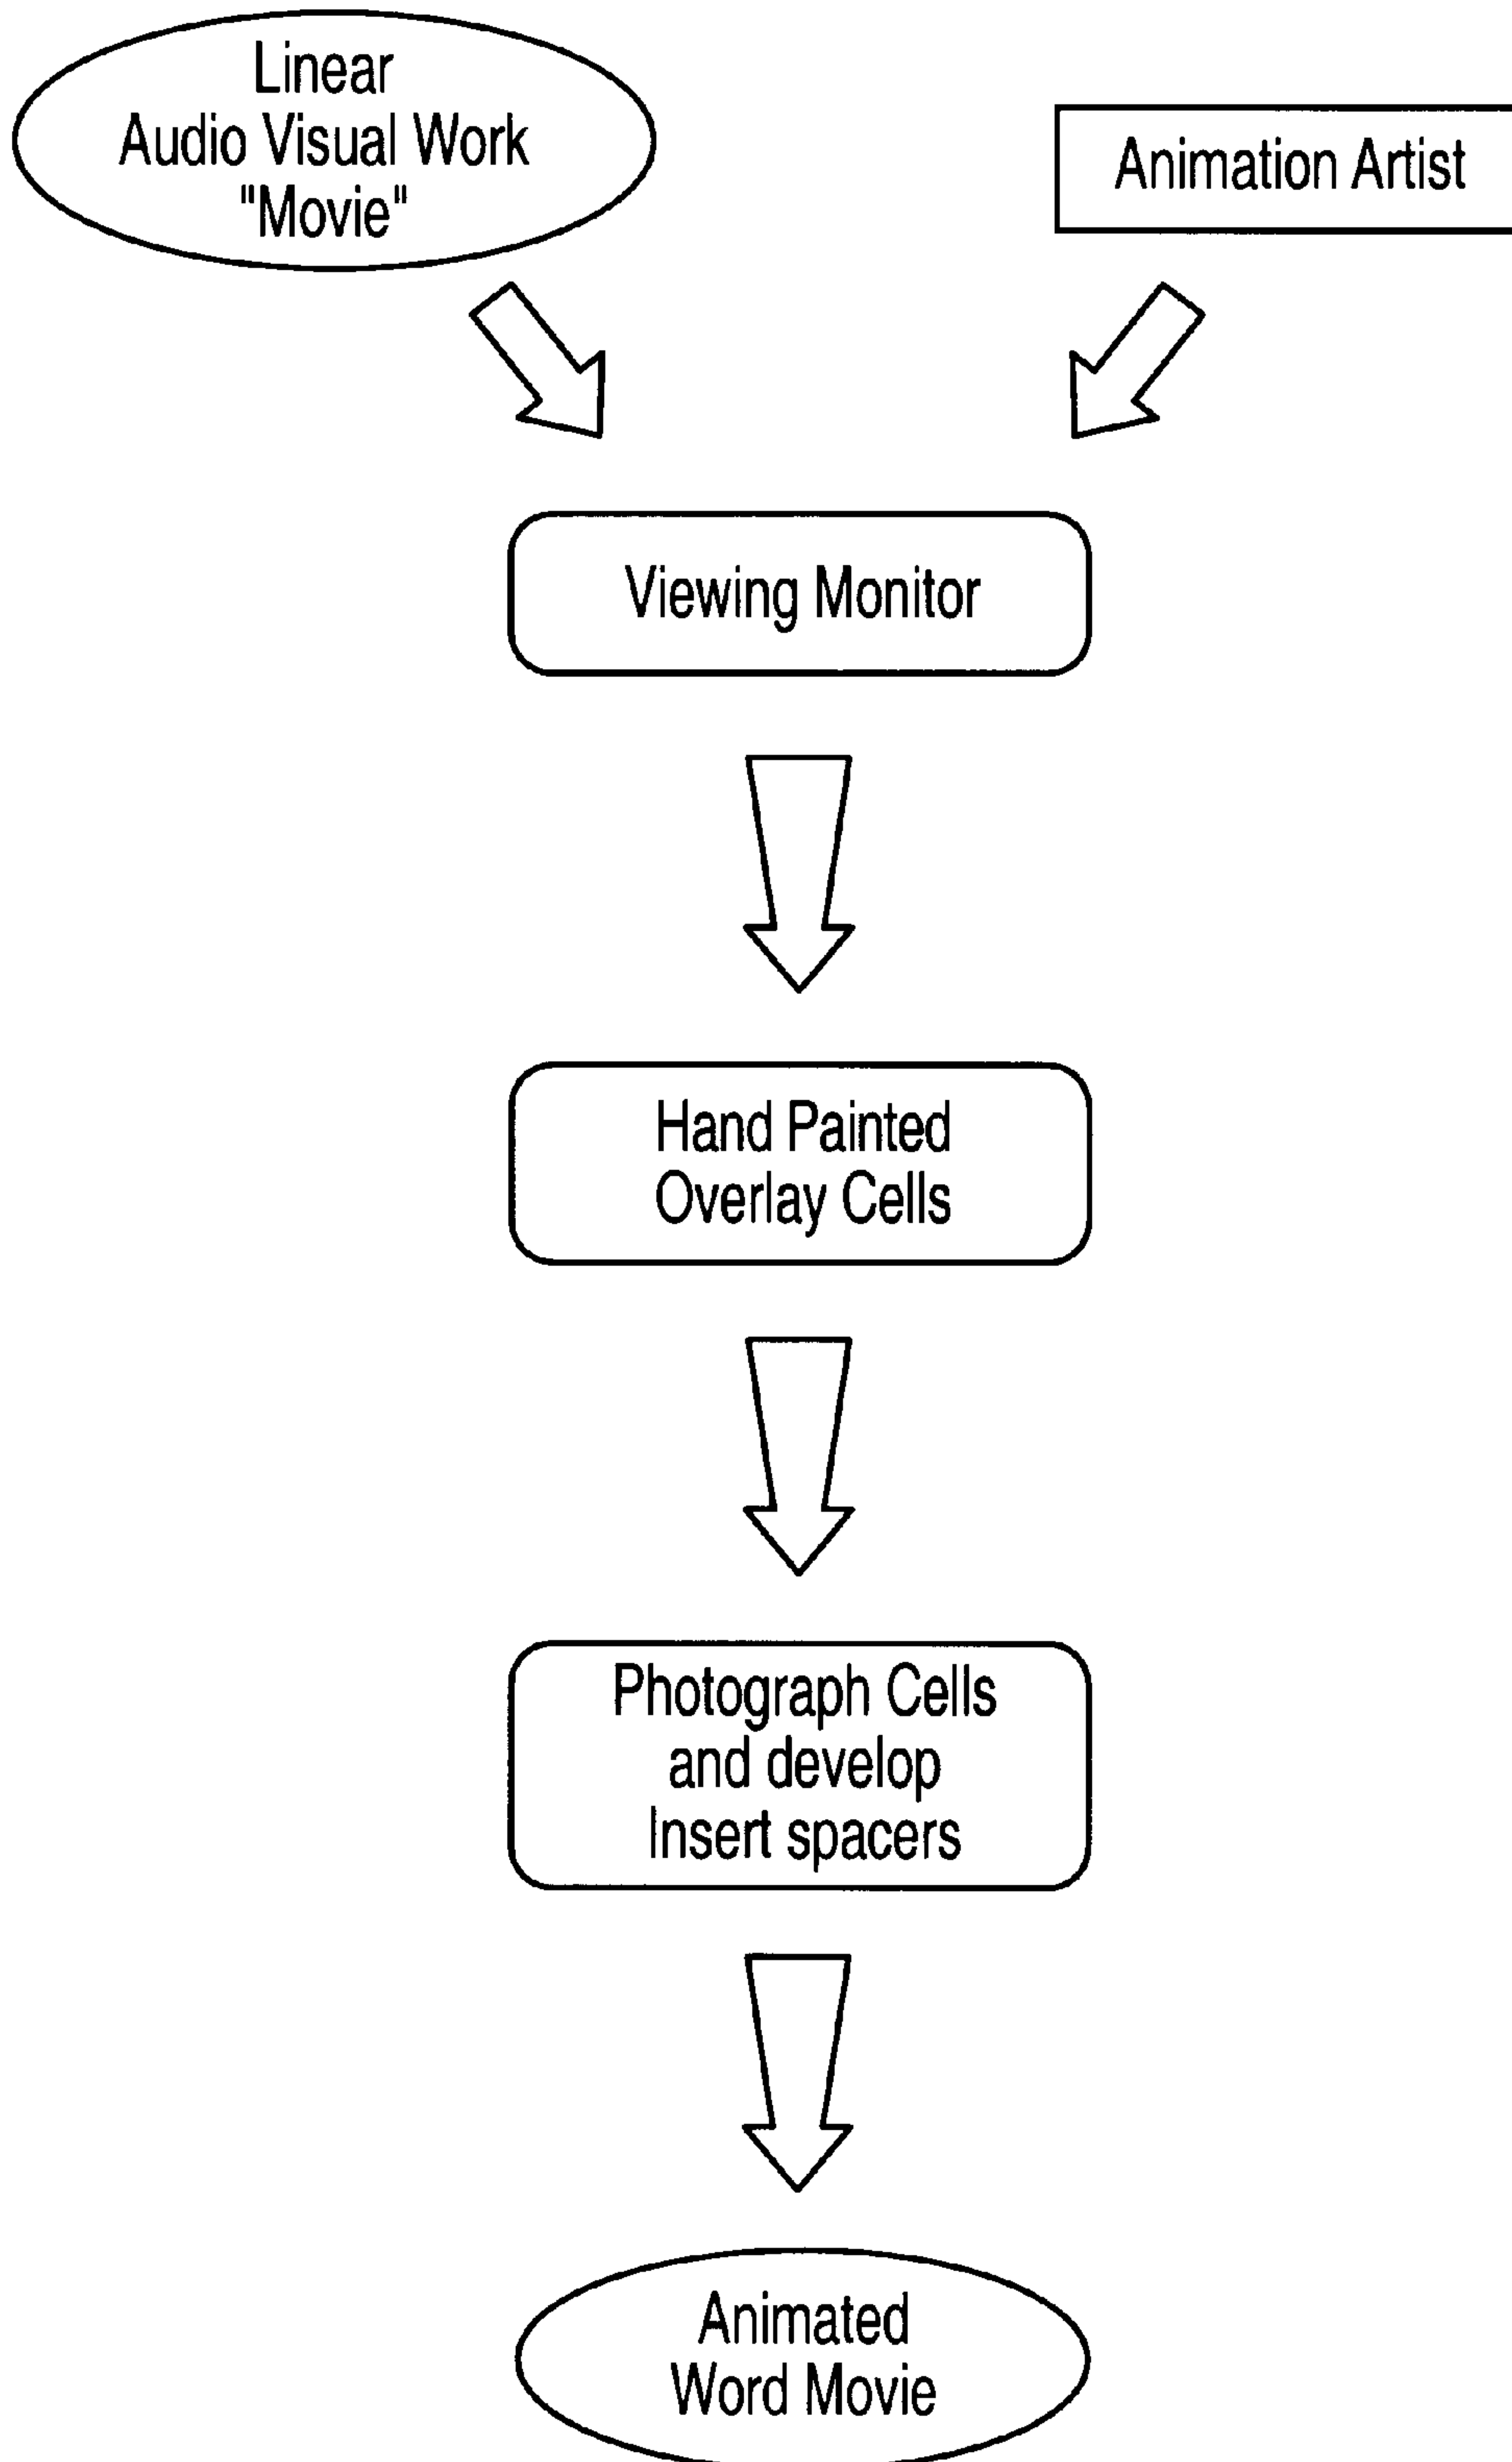 Linear
Audio Visual Work
"Movie"
Animation Artist
Viewing Monitor
Hand Painted
Overlay Cells
Photograph Cells
and develop
Insert spacers
Animated
Word Movie